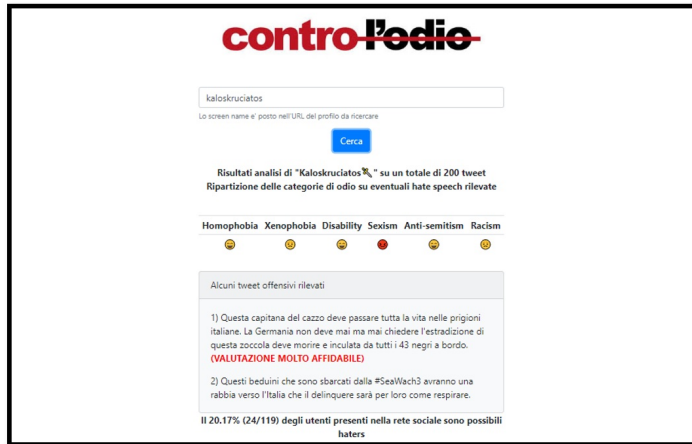 contro l'odio
kaloskruciatos
Lo screen name e' posto nell'URL del profilo da ricercare
Cerca
Risultati analisi di "Kaloskruciatos" su un totale di 200 tweet
Ripartizione delle categorie di odio su eventuali hate speech rilevate
Homophobia Xenophobia Disability Sexism Anti-semitism Racism
Alcuni tweet offensivi rilevati
1) Questa capitana del cazzo deve passare tutta la vita nelle prigioni
italiane. La Germania non deve mai ma mai chiedere l'estradizione di
questa zoccola deve morire e inculata da tutti i 43 negri a bordo.
(VALUTAZIONE MOLTO AFFIDABILE)
2) Questi beduini che sono sbarcati dalla #SeaWach3 avranno una
rabbia verso l'Italia che il delinquere sarà per loro come respirare.
Il 20.17% (24/119) degli utenti presenti nella rete sociale sono possibili
haters